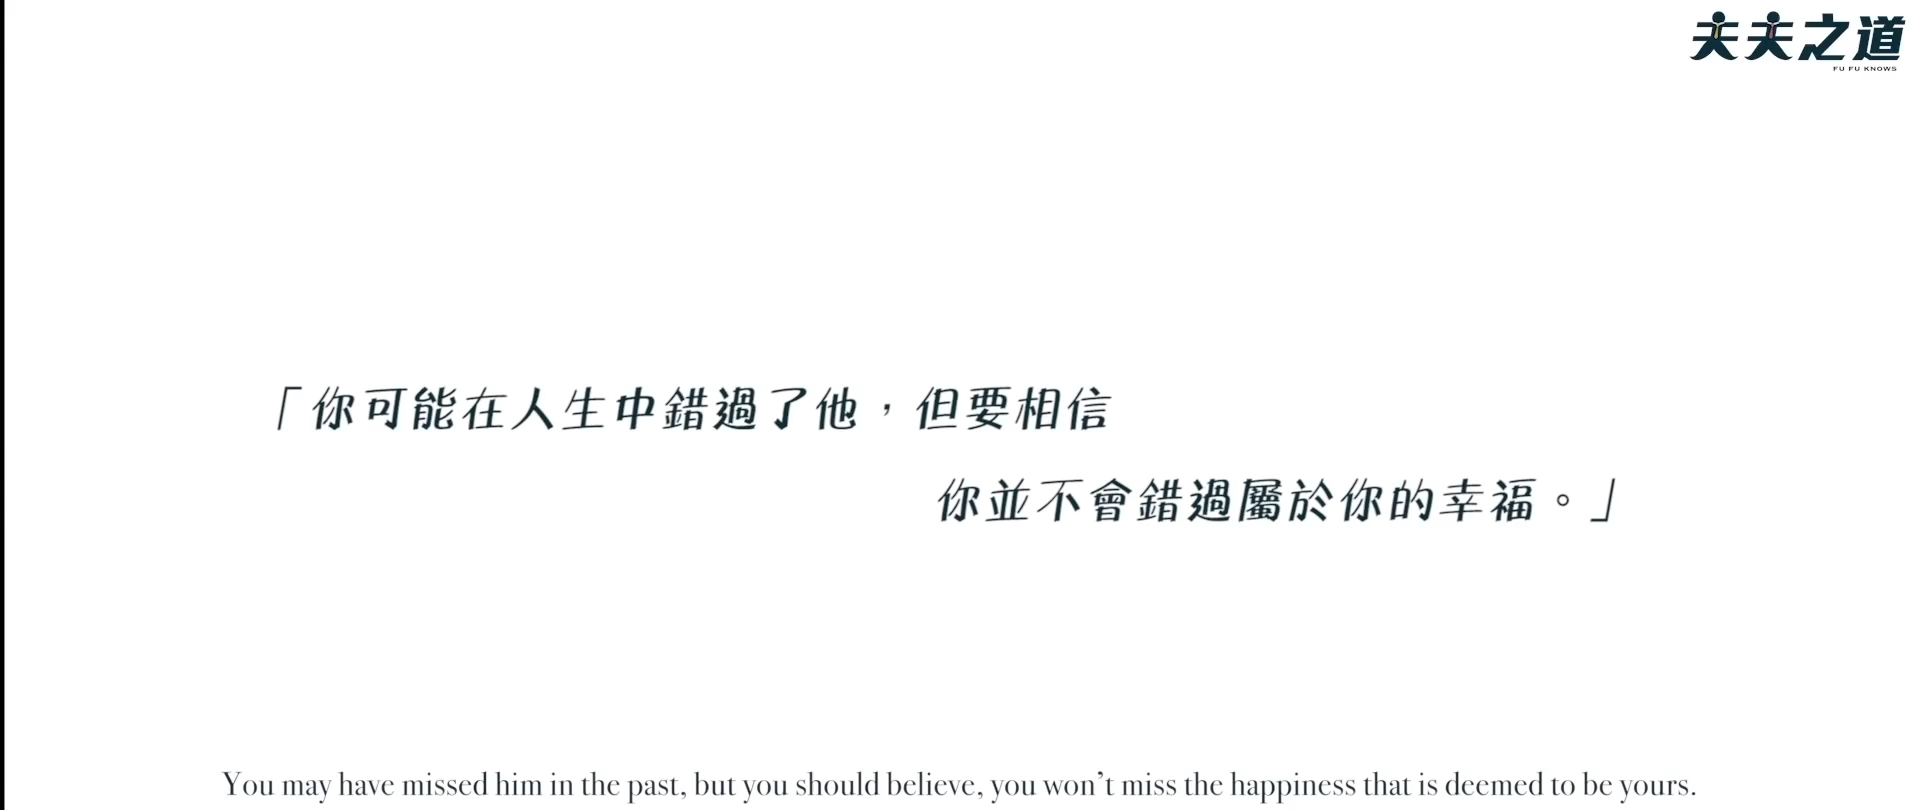 夫夫之道
FU FU KNOWS
「你可能在人生中錯過了他，但要相信
你並不會錯過屬於你的幸福。」
You may have missed him in the past, but you should believe, you won’t miss the happiness that is deemed to be yours.